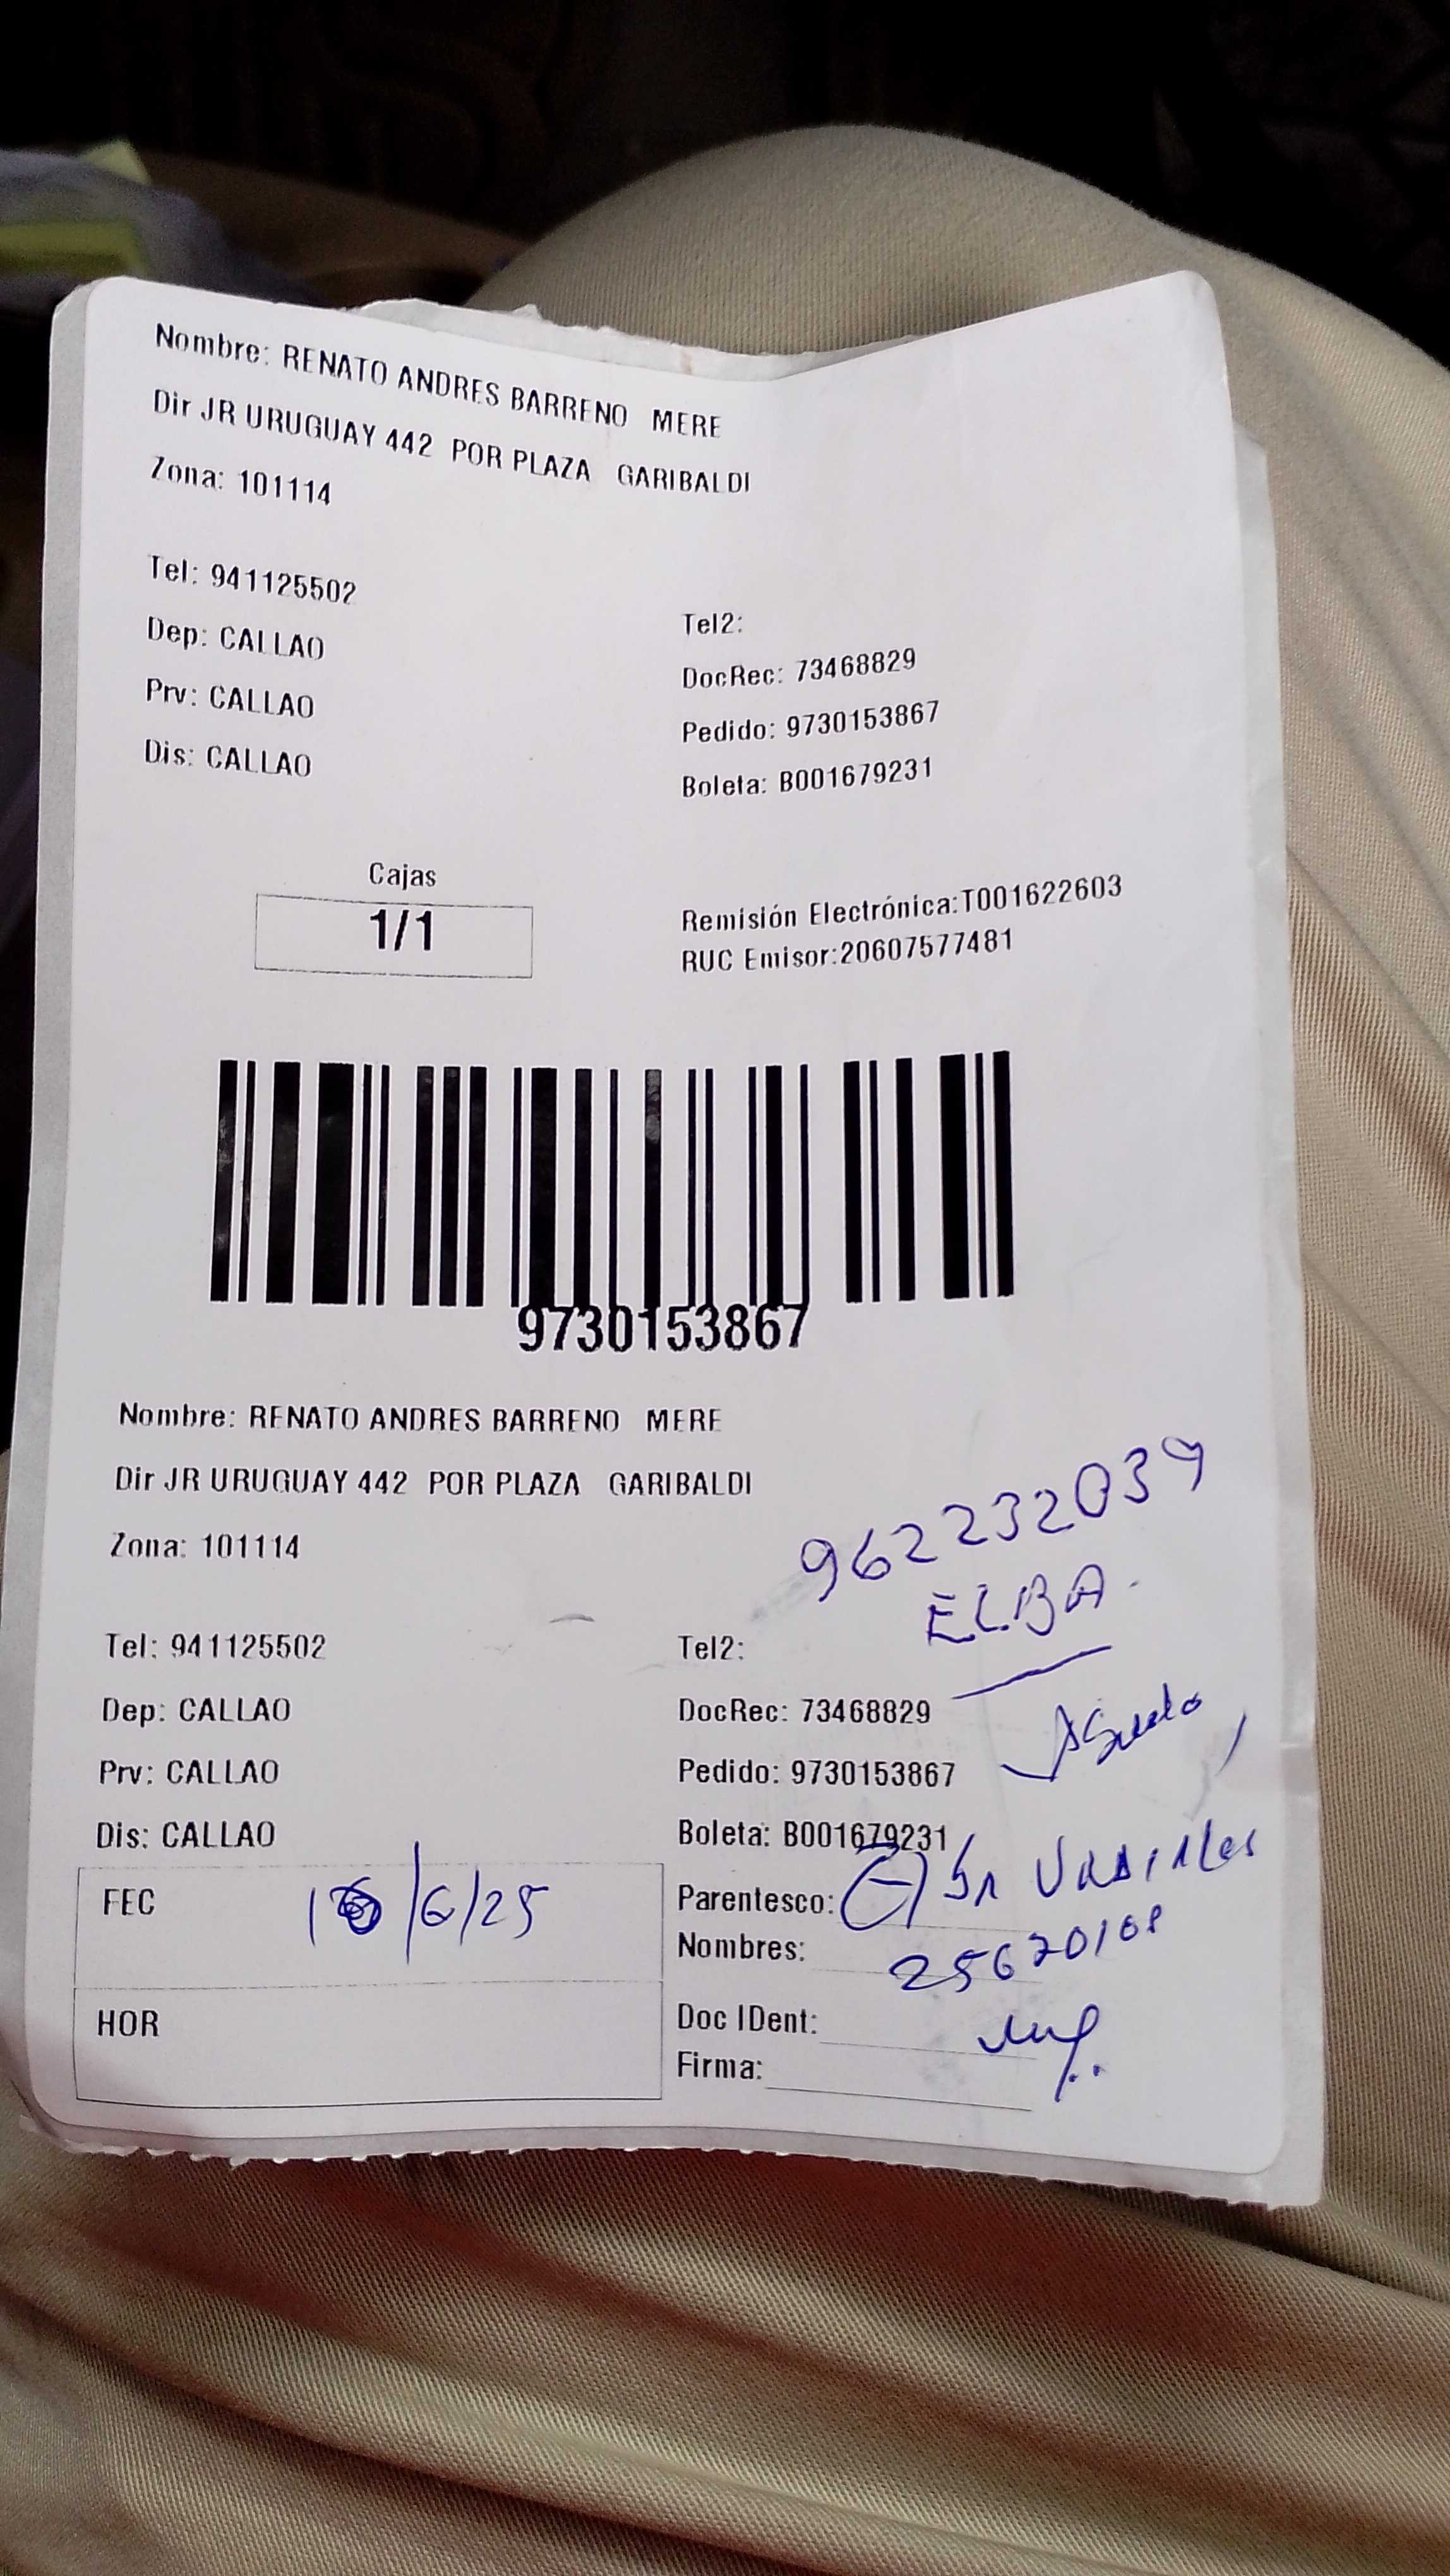 Nombre: RENATO ANDRES BARRENO MERE
Dir JR URUGUAY 442 POR PLAZA GARIBALDI
Zona: 101114
Tel: 941125502
Tel2:
Dep: CALLAO
DocRec: 73468829
Prv: CALLAO
Pedido: 9730153867
Dis: CALLAO
Boleta: B001679231
Cajas
1/1
Remisión Electrónica:T001622603
RUC Emisor:20607577481
9730153867
Nombre: RENATO ANDRES BARRENO MERE
Dir JR URUGUAY 442 POR PLAZA GARIBALDI
Zona: 101114
962232039
ELBA.
Tel: 941125502
Tel2:
Dep: CALLAO
DocRec: 73468829
Prv: CALLAO
Pedido: 9730153867
Dis: CALLAO
Boleta: B001679231
FEC
/6/25
Parentesco:
Nombres: 25670168
HOR
Doc IDent:
Firma: